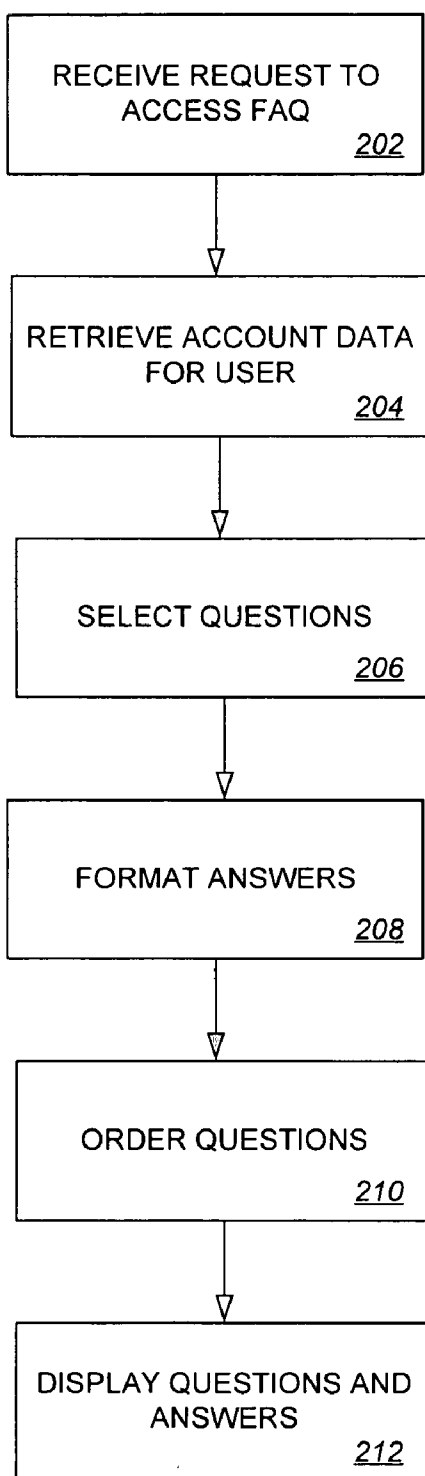 RECEIVE REQUEST TO
ACCESS FAQ
202
RETRIEVE ACCOUNT DATA
FOR USER
204
SELECT QUESTIONS
206
FORMAT ANSWERS
208
ORDER QUESTIONS
210
DISPLAY QUESTIONS AND
ANSWERS
212